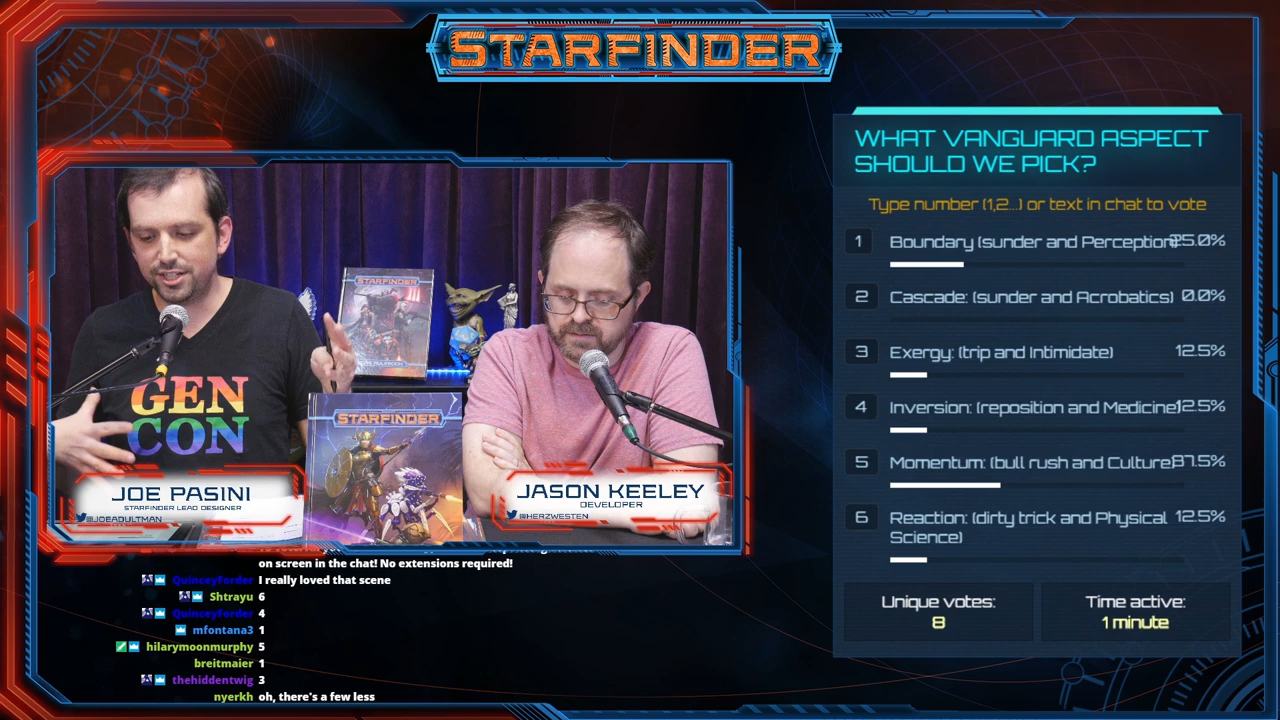 STARFINDER
WHAT VANGUARD ASPECT
SHOULD WE PICK?
Type number (1,2...) or text in chat to vote
1 Boundary (sunder and Perception 25.0%
2 Cascade: (sunder and Acrobatics) 0.0%
3 Exergy: (trip and Intimidate) 12.5%
4 Inversion: (reposition and Medicine 12.5%
5 Momentum: (bull rush and Culture) 37.5%
6 Reaction: (dirty trick and Physical 12.5%
Science)
Unique votes:
8
Time active:
1 minute
STARFINDER
GEN
CON
STARFINDER
JOE PASINI
STARFINDER LEAD DESIGNER
@JOEADULTMAN
JASON KEELEY
DEVELOPER
@HERZWESTEN
on screen in the chat! No extensions required!
QuinceyForder I really loved that scene
Shtrayu 6
QuinceyForder 4
mfontana3 1
hilarymoonmurphy 5
breitmaier 1
thehiddentwig 3
nyerkh oh, there's a few less